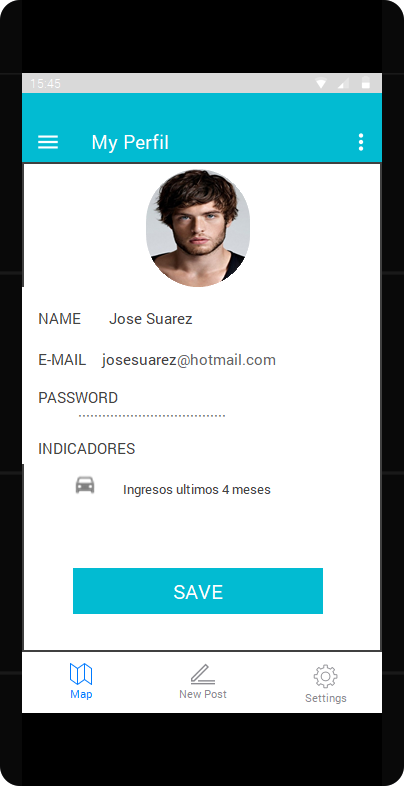 15:45
My Perfil
NAME Jose Suarez
E-MAIL josesuarez@hotmail.com
PASSWORD
INDICADORES
Ingresos ultimos 4 meses
SAVE
Map New Post Settings